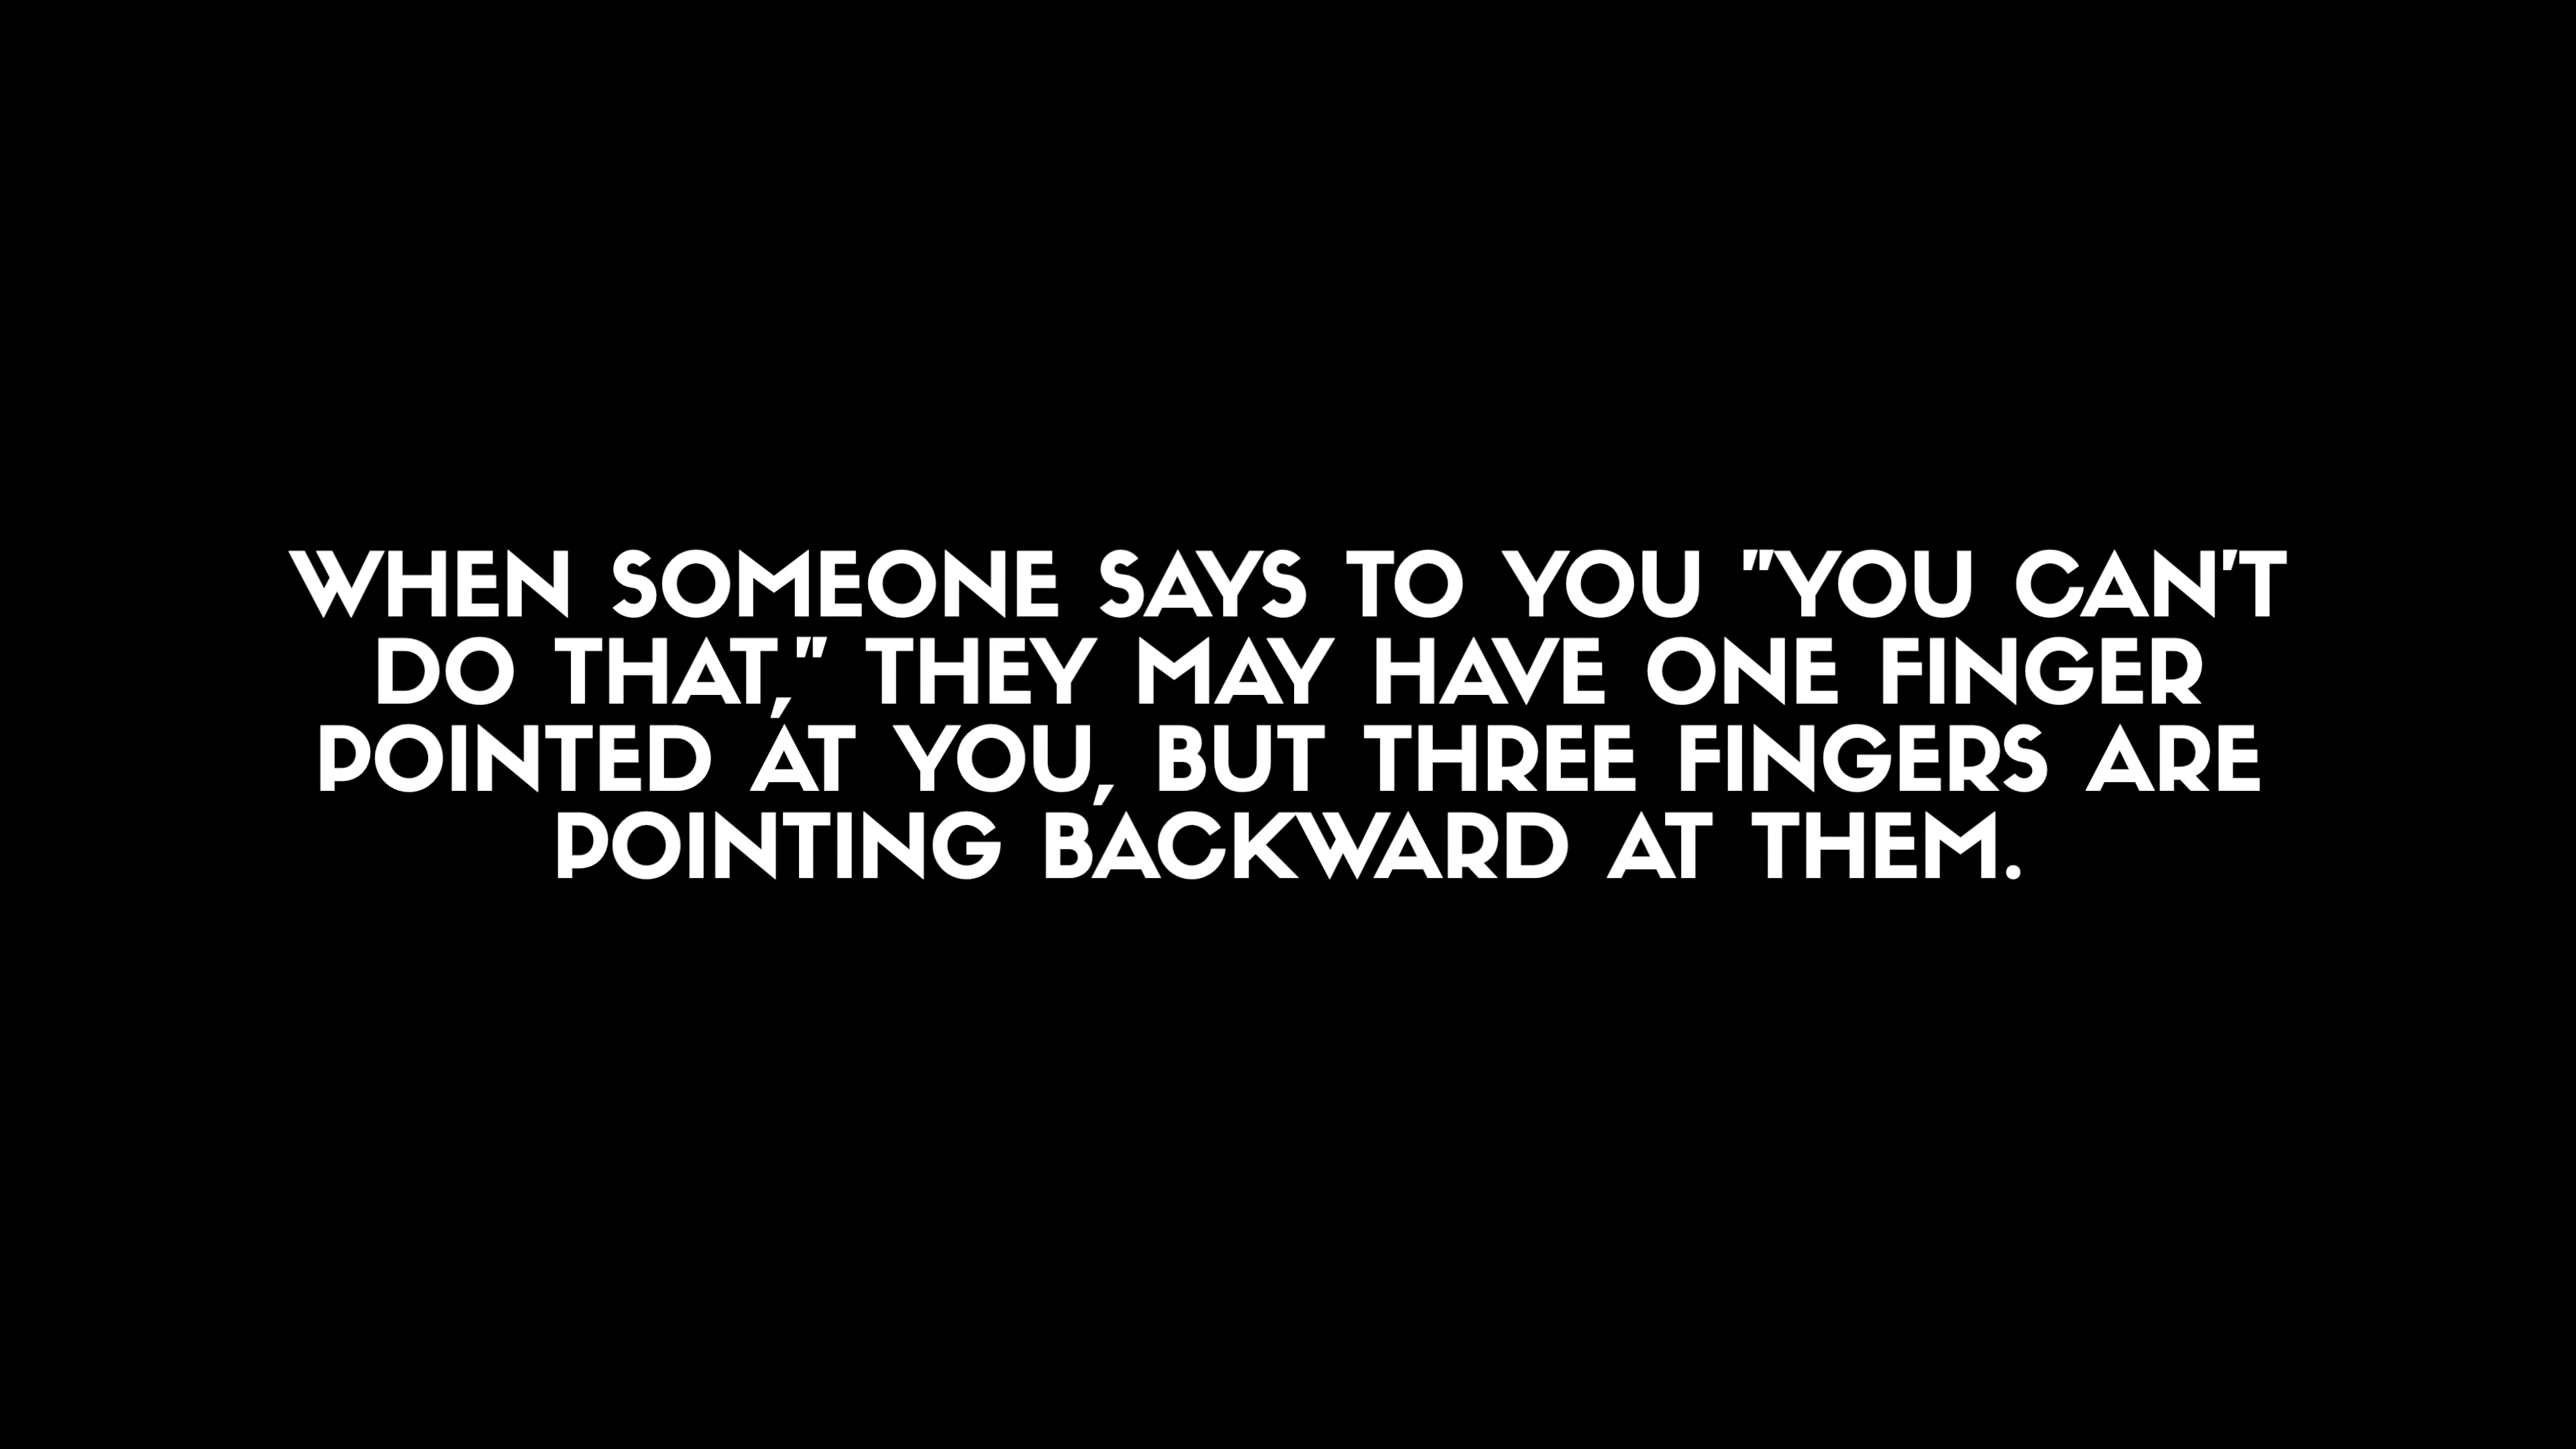 WHEN SOMEONE SAYS TO YOU "YOU CAN'T
DO THAT," THEY MAY HAVE ONE FINGER
POINTED AT YOU, BUT THREE FINGERS ARE
POINTING BACKWARD AT THEM.